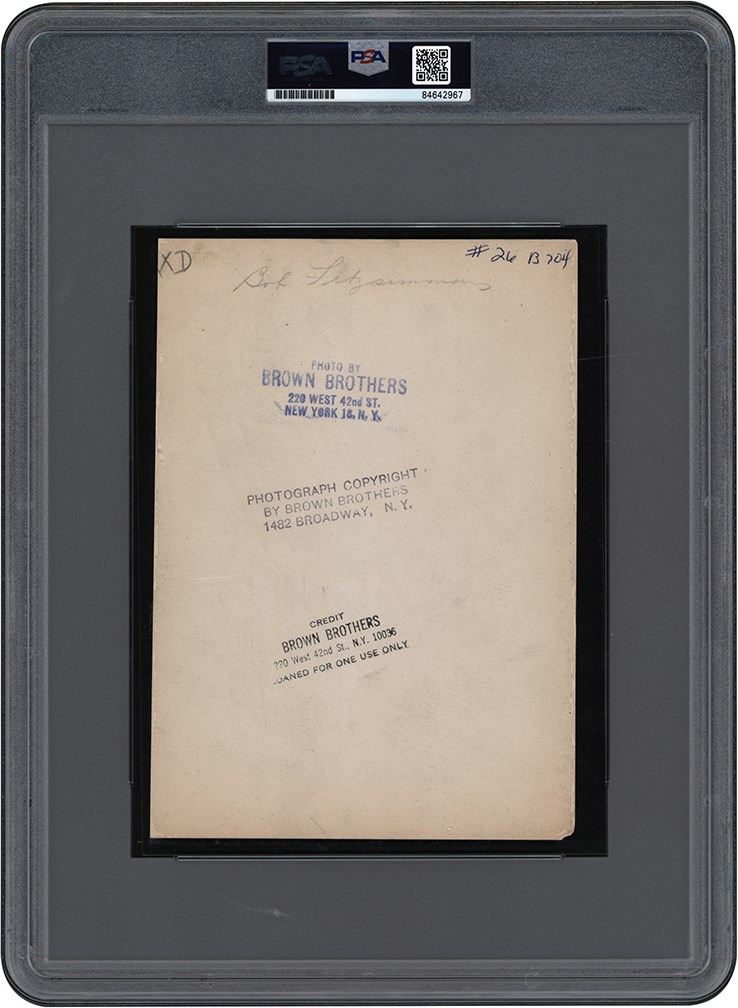 PSA
PSA
84642967
XD
# 26 B 704
Bob Fitzsimmons
PHOTO BY
BROWN BROTHERS
220 WEST 42nd ST.
NEW YORK 18, N. Y.
PHOTOGRAPH COPYRIGHT
BY BROWN BROTHERS
1482 BROADWAY, N. Y.
CREDIT
BROWN BROTHERS
220 West 42nd St., N.Y. 10036
LOANED FOR ONE USE ONLY